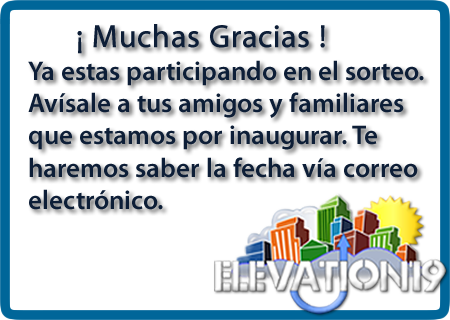 ¡ Muchas Gracias !
Ya estas participando en el sorteo.
Avísale a tus amigos y familiares
que estamos por inaugurar. Te
haremos saber la fecha vía correo
electrónico.
ELEVATION19